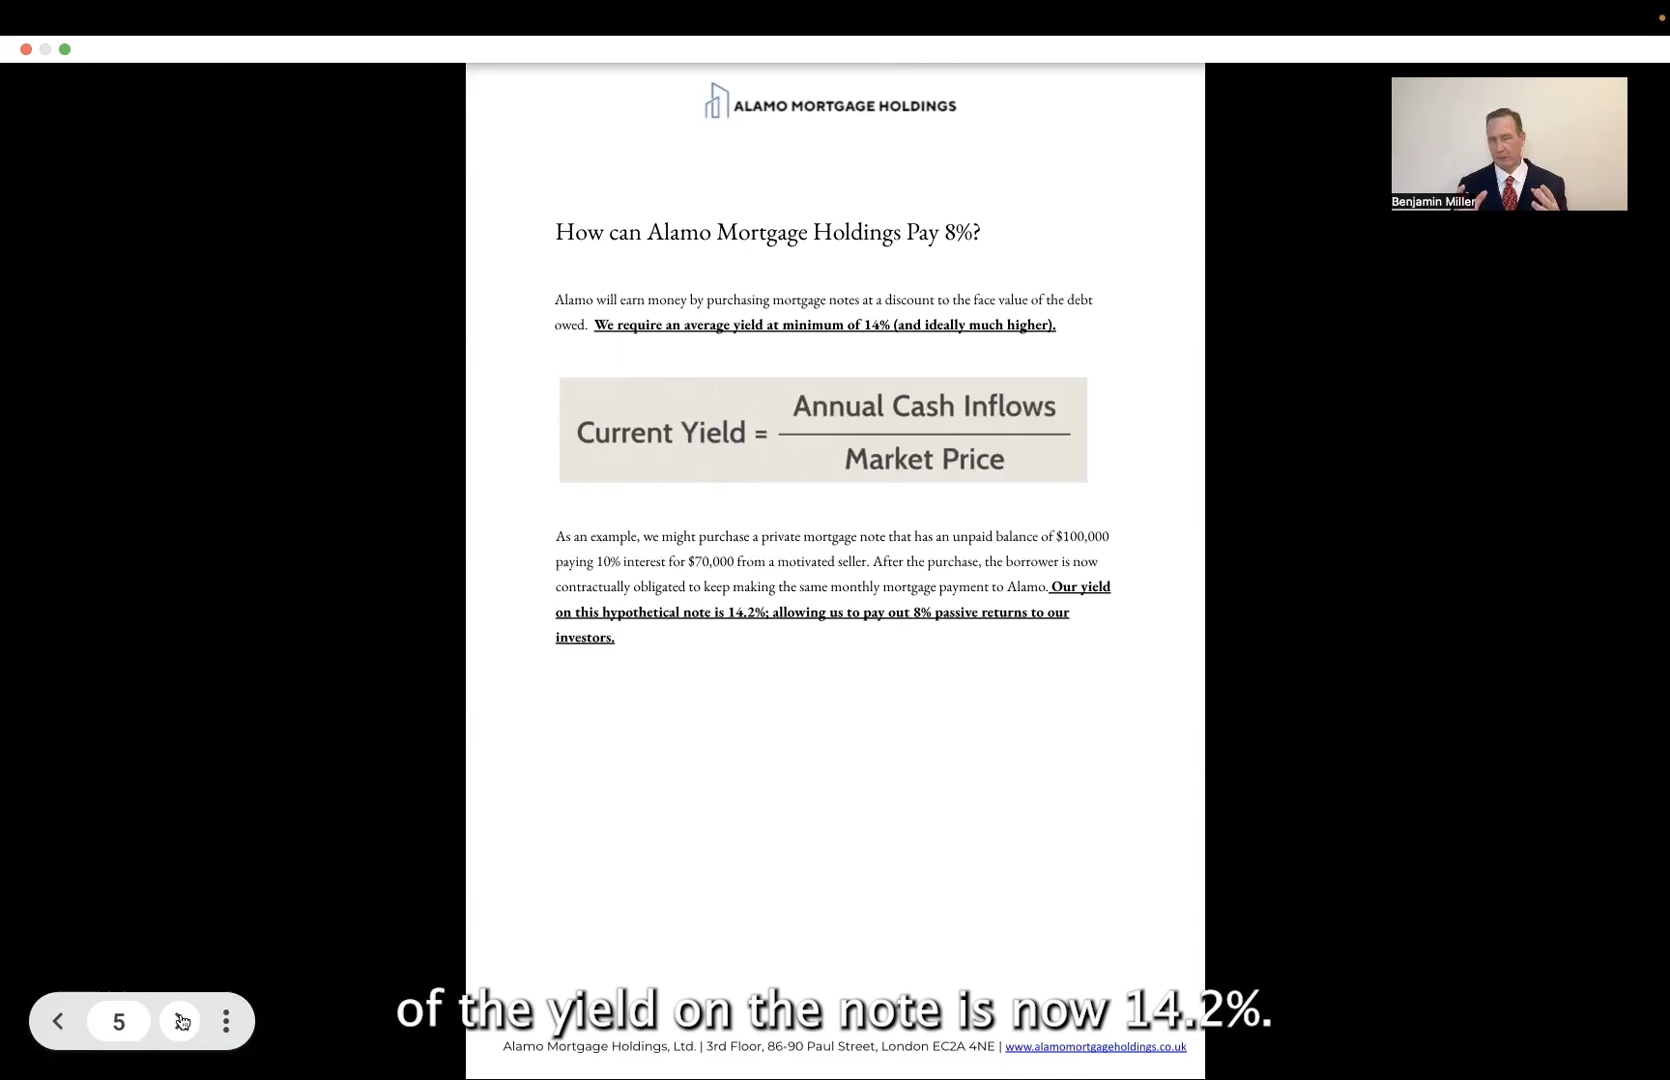 ALAMO MORTGAGE HOLDINGS
Benjamin Miller
How can Alamo Mortgage Holdings Pay 8%?
Alamo will earn money by purchasing mortgage notes at a discount to the face value of the debt
owed. We require an average yield at minimum of 14% (and ideally much higher).
Current Yield = Annual Cash Inflows
Market Price
As an example, we might purchase a private mortgage note that has an unpaid balance of $100,000
paying 10% interest for $70,000 from a motivated seller. After the purchase, the borrower is now
contractually obligated to keep making the same monthly mortgage payment to Alamo. Our yield
on this hypothetical note is 14.2%; allowing us to pay out 8% passive returns to our
investors.
of the yield on the note is now 14.2%.
5
Alamo Mortgage Holdings, Ltd. | 3rd Floor, 86-90 Paul Street, London EC2A 4NE | www.alamomortgageholdings.co.uk